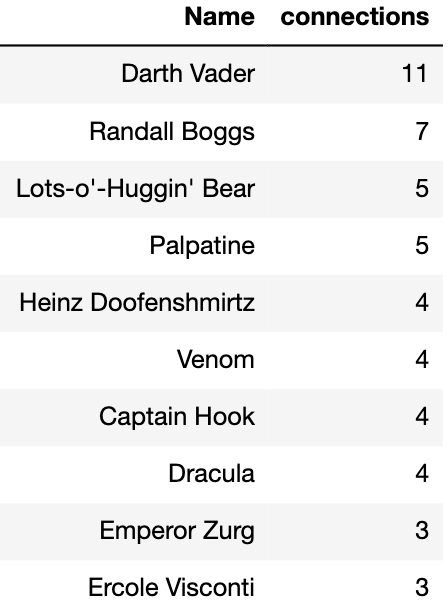 Name connections
Darth Vader 11
Randall Boggs 7
Lots-o'-Huggin' Bear 5
Palpatine 5
Heinz Doofenshmirtz 4
Venom 4
Captain Hook 4
Dracula 4
Emperor Zurg 3
Ercole Visconti 3